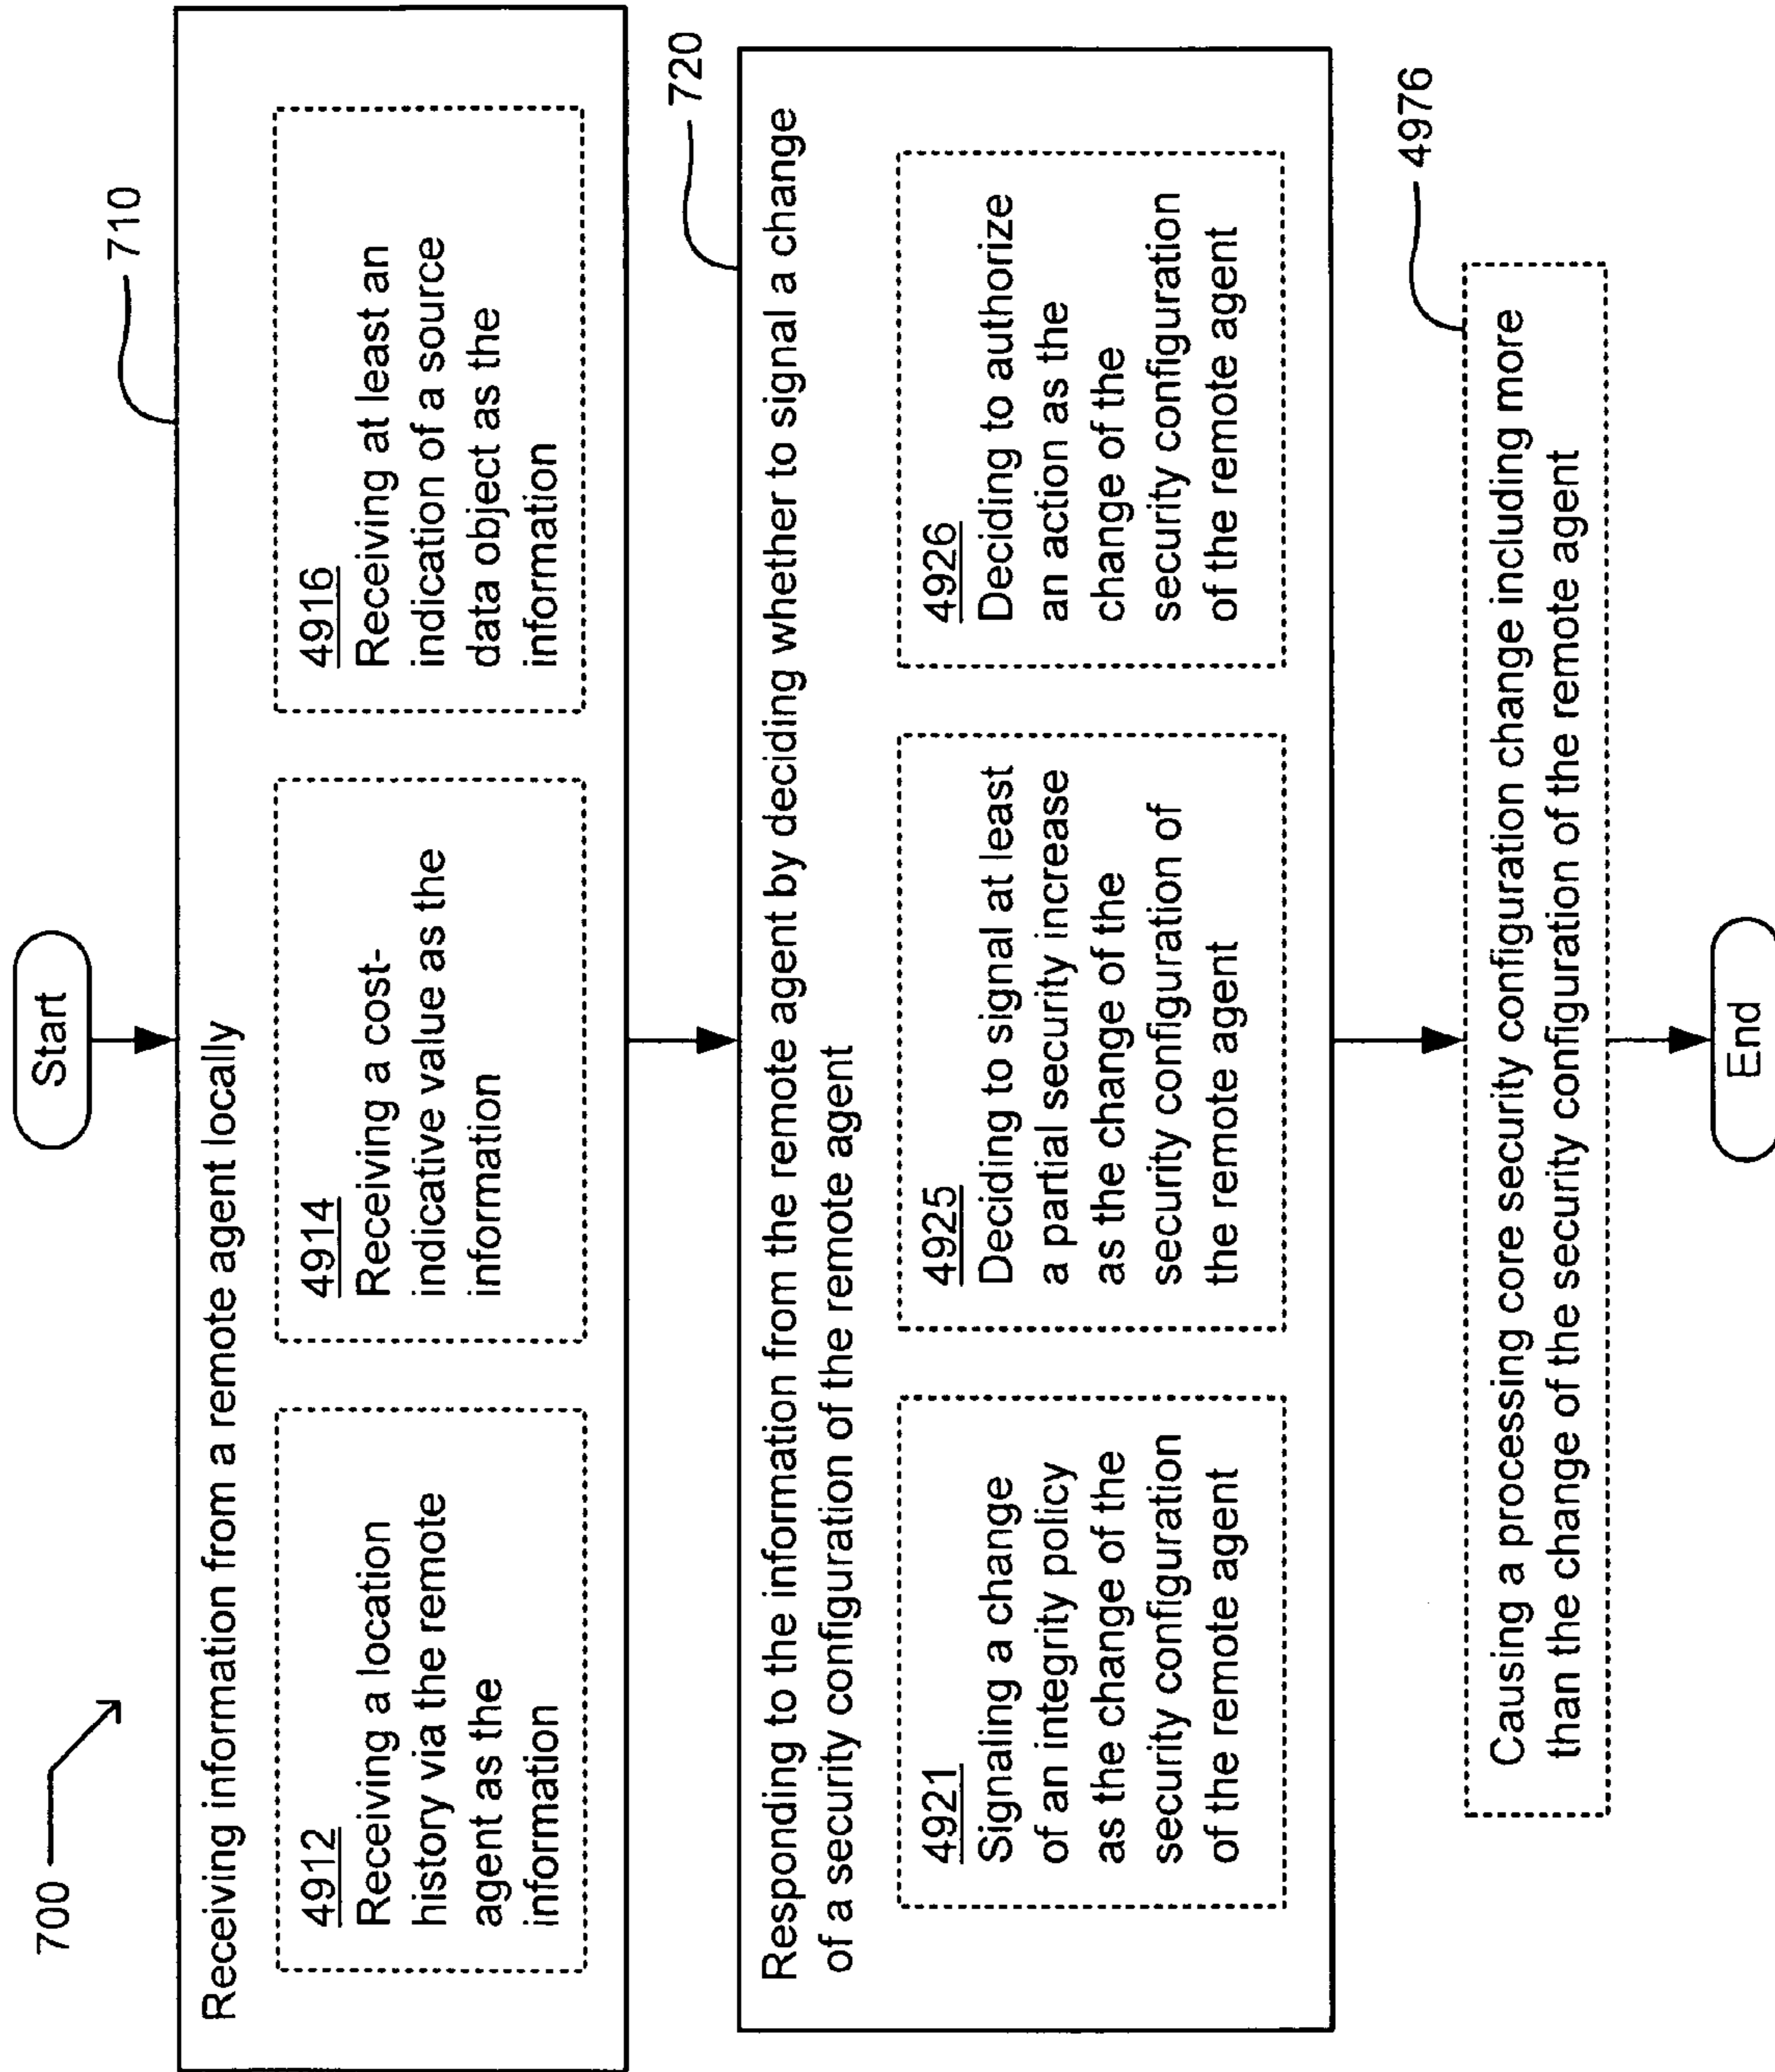 700
Start
710
Receiving information from a remote agent locally
4912
Receiving a location
history via the remote
agent as the
information
4914
Receiving a cost-
indicative value as the
information
4916
Receiving at least an
indication of a source
data object as the
information
720
Responding to the information from the remote agent by deciding whether to signal a change
of a security configuration of the remote agent
4921
Signaling a change
of an integrity policy
as the change of the
security configuration
of the remote agent
4925
Deciding to signal at least
a partial security increase
as the change of the
security configuration of
the remote agent
4926
Deciding to authorize
an action as the
change of the
security configuration
of the remote agent
4976
Causing a processing core security configuration change including more
than the change of the security configuration of the remote agent
End